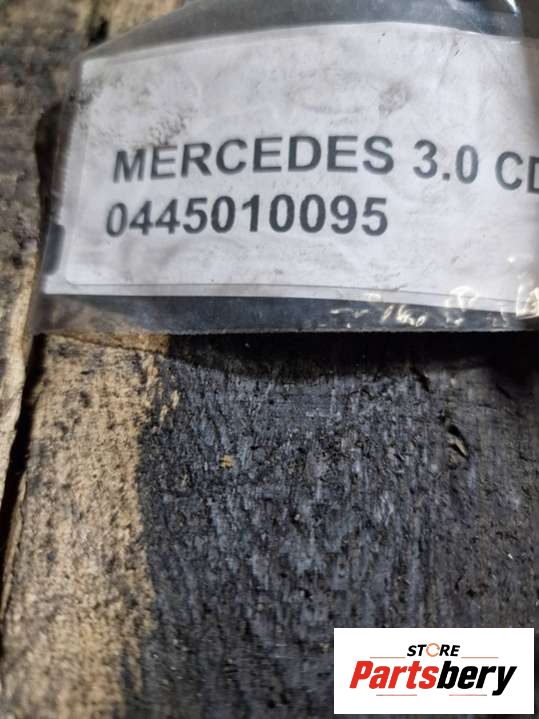 MERCEDES 3.0 CD
0445010095
STORE
Partsbery